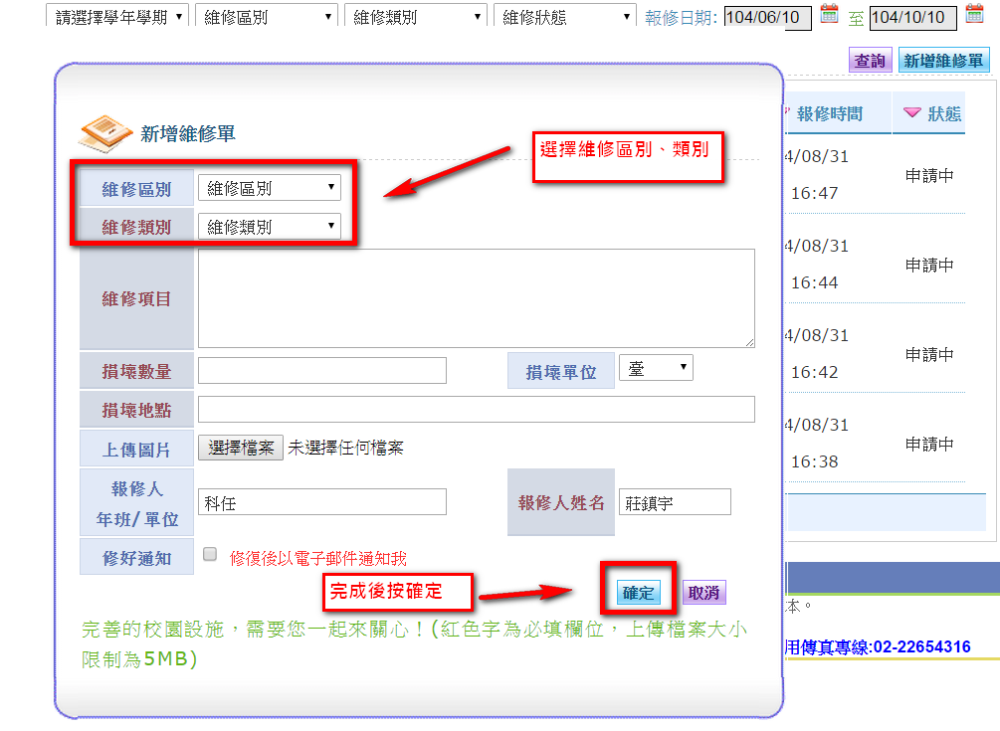 請選擇學年學期 維修區別 維修類別 維修狀態 報修日期: 104/06/10 至 104/10/10
查詢 新增維修單
新增維修單
選擇維修區別、類別
維修區別 維修區別
維修類別 維修類別
維修項目
損壞數量 損壞單位 臺
損壞地點
上傳圖片 選擇檔案 未選擇任何檔案
報修人
年班/單位 科任 報修人姓名 莊鎮宇
修好通知 修復後以電子郵件通知我
完成後按確定 確定 取消
完善的校園設施，需要您一起來關心！(紅色字為必填欄位，上傳檔案大小
限制為5MB)
報修時間 狀態
4/08/31
16:47 申請中
4/08/31
16:44 申請中
4/08/31
16:42 申請中
4/08/31
16:38 申請中
本。
用傳真專線:02-22654316